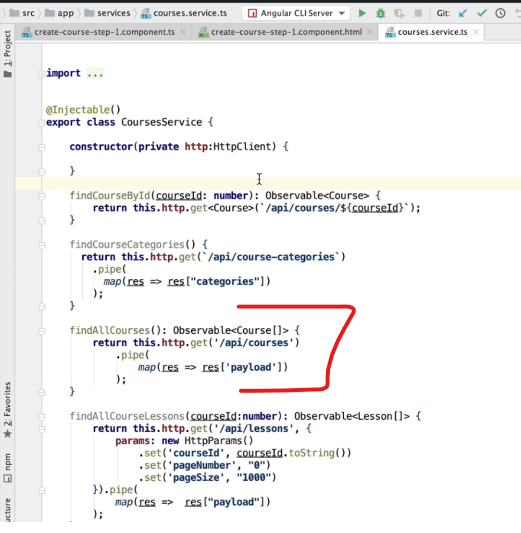 src app services courses.service.ts Angular CLI Server Git:
create-course-step-1.component.ts × create-course-step-1.component.html × courses.service.ts ×
1: Project
import ...
@Injectable()
export class CoursesService {
constructor(private http:HttpClient) {
}
findCourseById(courseId: number): Observable<Course> {
return this.http.get<Course>(`/api/courses/${courseId}`);
}
findCourseCategories() {
return this.http.get(`/api/course-categories`)
.pipe(
map(res => res["categories"])
);
}
findAllCourses(): Observable<Course[]> {
return this.http.get('/api/courses')
.pipe(
map(res => res['payload'])
);
}
findAllCourseLessons(courseId:number): Observable<Lesson[]> {
return this.http.get('/api/lessons', {
params: new HttpParams()
.set('courseId', courseId.toString())
.set('pageNumber', "0")
.set('pageSize', "1000")
}).pipe(
map(res => res["payload"])
);
2: Favorites
npm
ucture